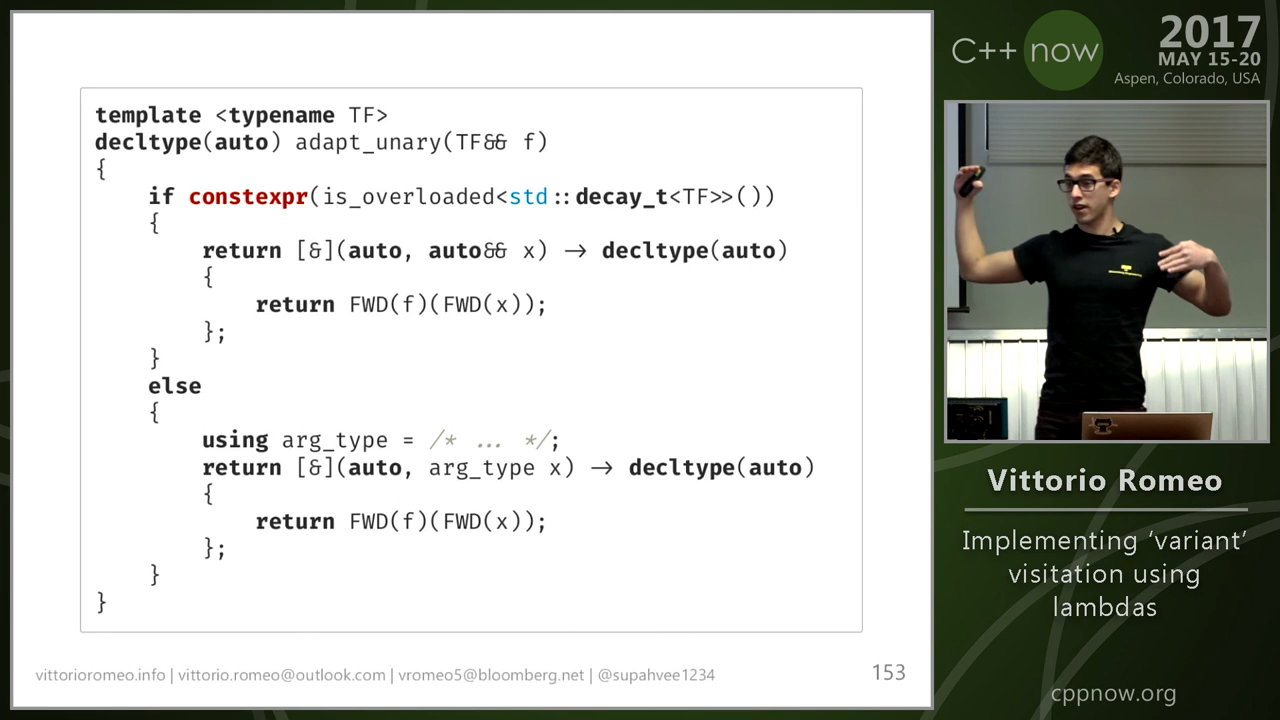 template <typename TF>
decltype(auto) adapt_unary(TF&& f)
{
    if constexpr(is_overloaded<std::decay_t<TF>>())
    {
        return [&](auto, auto&& x) -> decltype(auto)
        {
            return FWD(f)(FWD(x));
        };
    }
    else
    {
        using arg_type = /* ... */;
        return [&](auto, arg_type x) -> decltype(auto)
        {
            return FWD(f)(FWD(x));
        };
    }
}
vittorioromeo.info | vittorio.romeo@outlook.com | vromeo5@bloomberg.net | @supahvee1234
153
C++ now
2017
MAY 15-20
Aspen, Colorado, USA
Vittorio Romeo
Implementing ‘variant’
visitation using
lambdas
cppnow.org